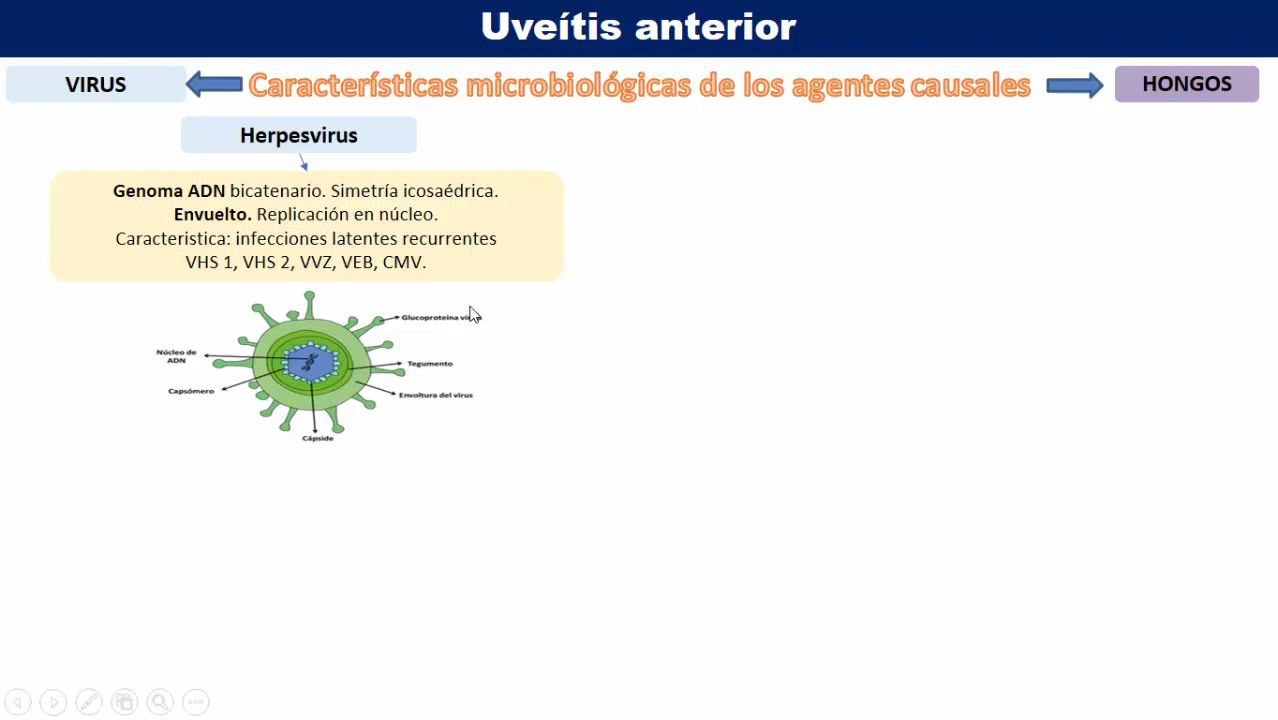 Uveítis anterior
VIRUS
Características microbiológicas de los agentes causales
HONGOS
Herpesvirus
Genoma ADN bicatenario. Simetría icosaédrica.
Envuelto. Replicación en núcleo.
Caracteristica: infecciones latentes recurrentes
VHS 1, VHS 2, VVZ, VEB, CMV.
Glucoproteina
Núcleo de
ADN
Tegumento
Capsómero
Envoltura del virus
Cápside